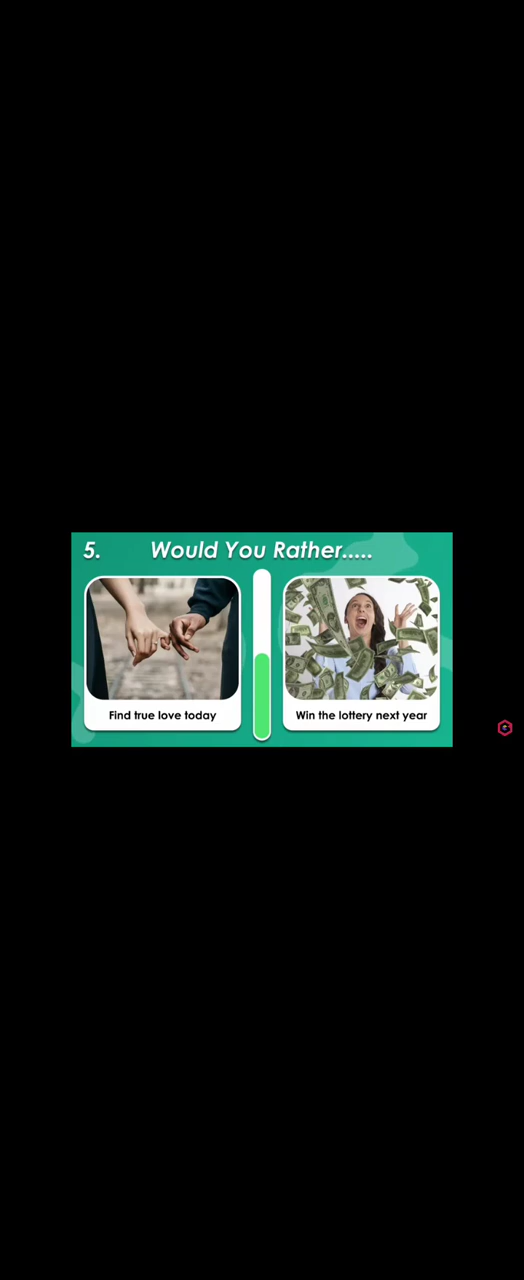 5. Would You Rather.....
Find true love today
Win the lottery next year